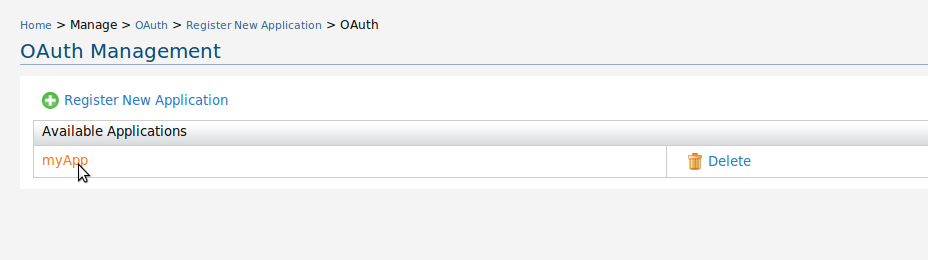 Home > Manage > OAuth > Register New Application > OAuth
OAuth Management
Register New Application
Available Applications
myApp
Delete